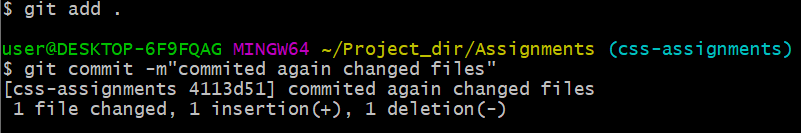 $ git add .
user@DESKTOP-6F9FQAG MINGW64 ~/Project_dir/Assignments (css-assignments)
$ git commit -m"commited again changed files"
[css-assignments 4113d51] commited again changed files
 1 file changed, 1 insertion(+), 1 deletion(-)